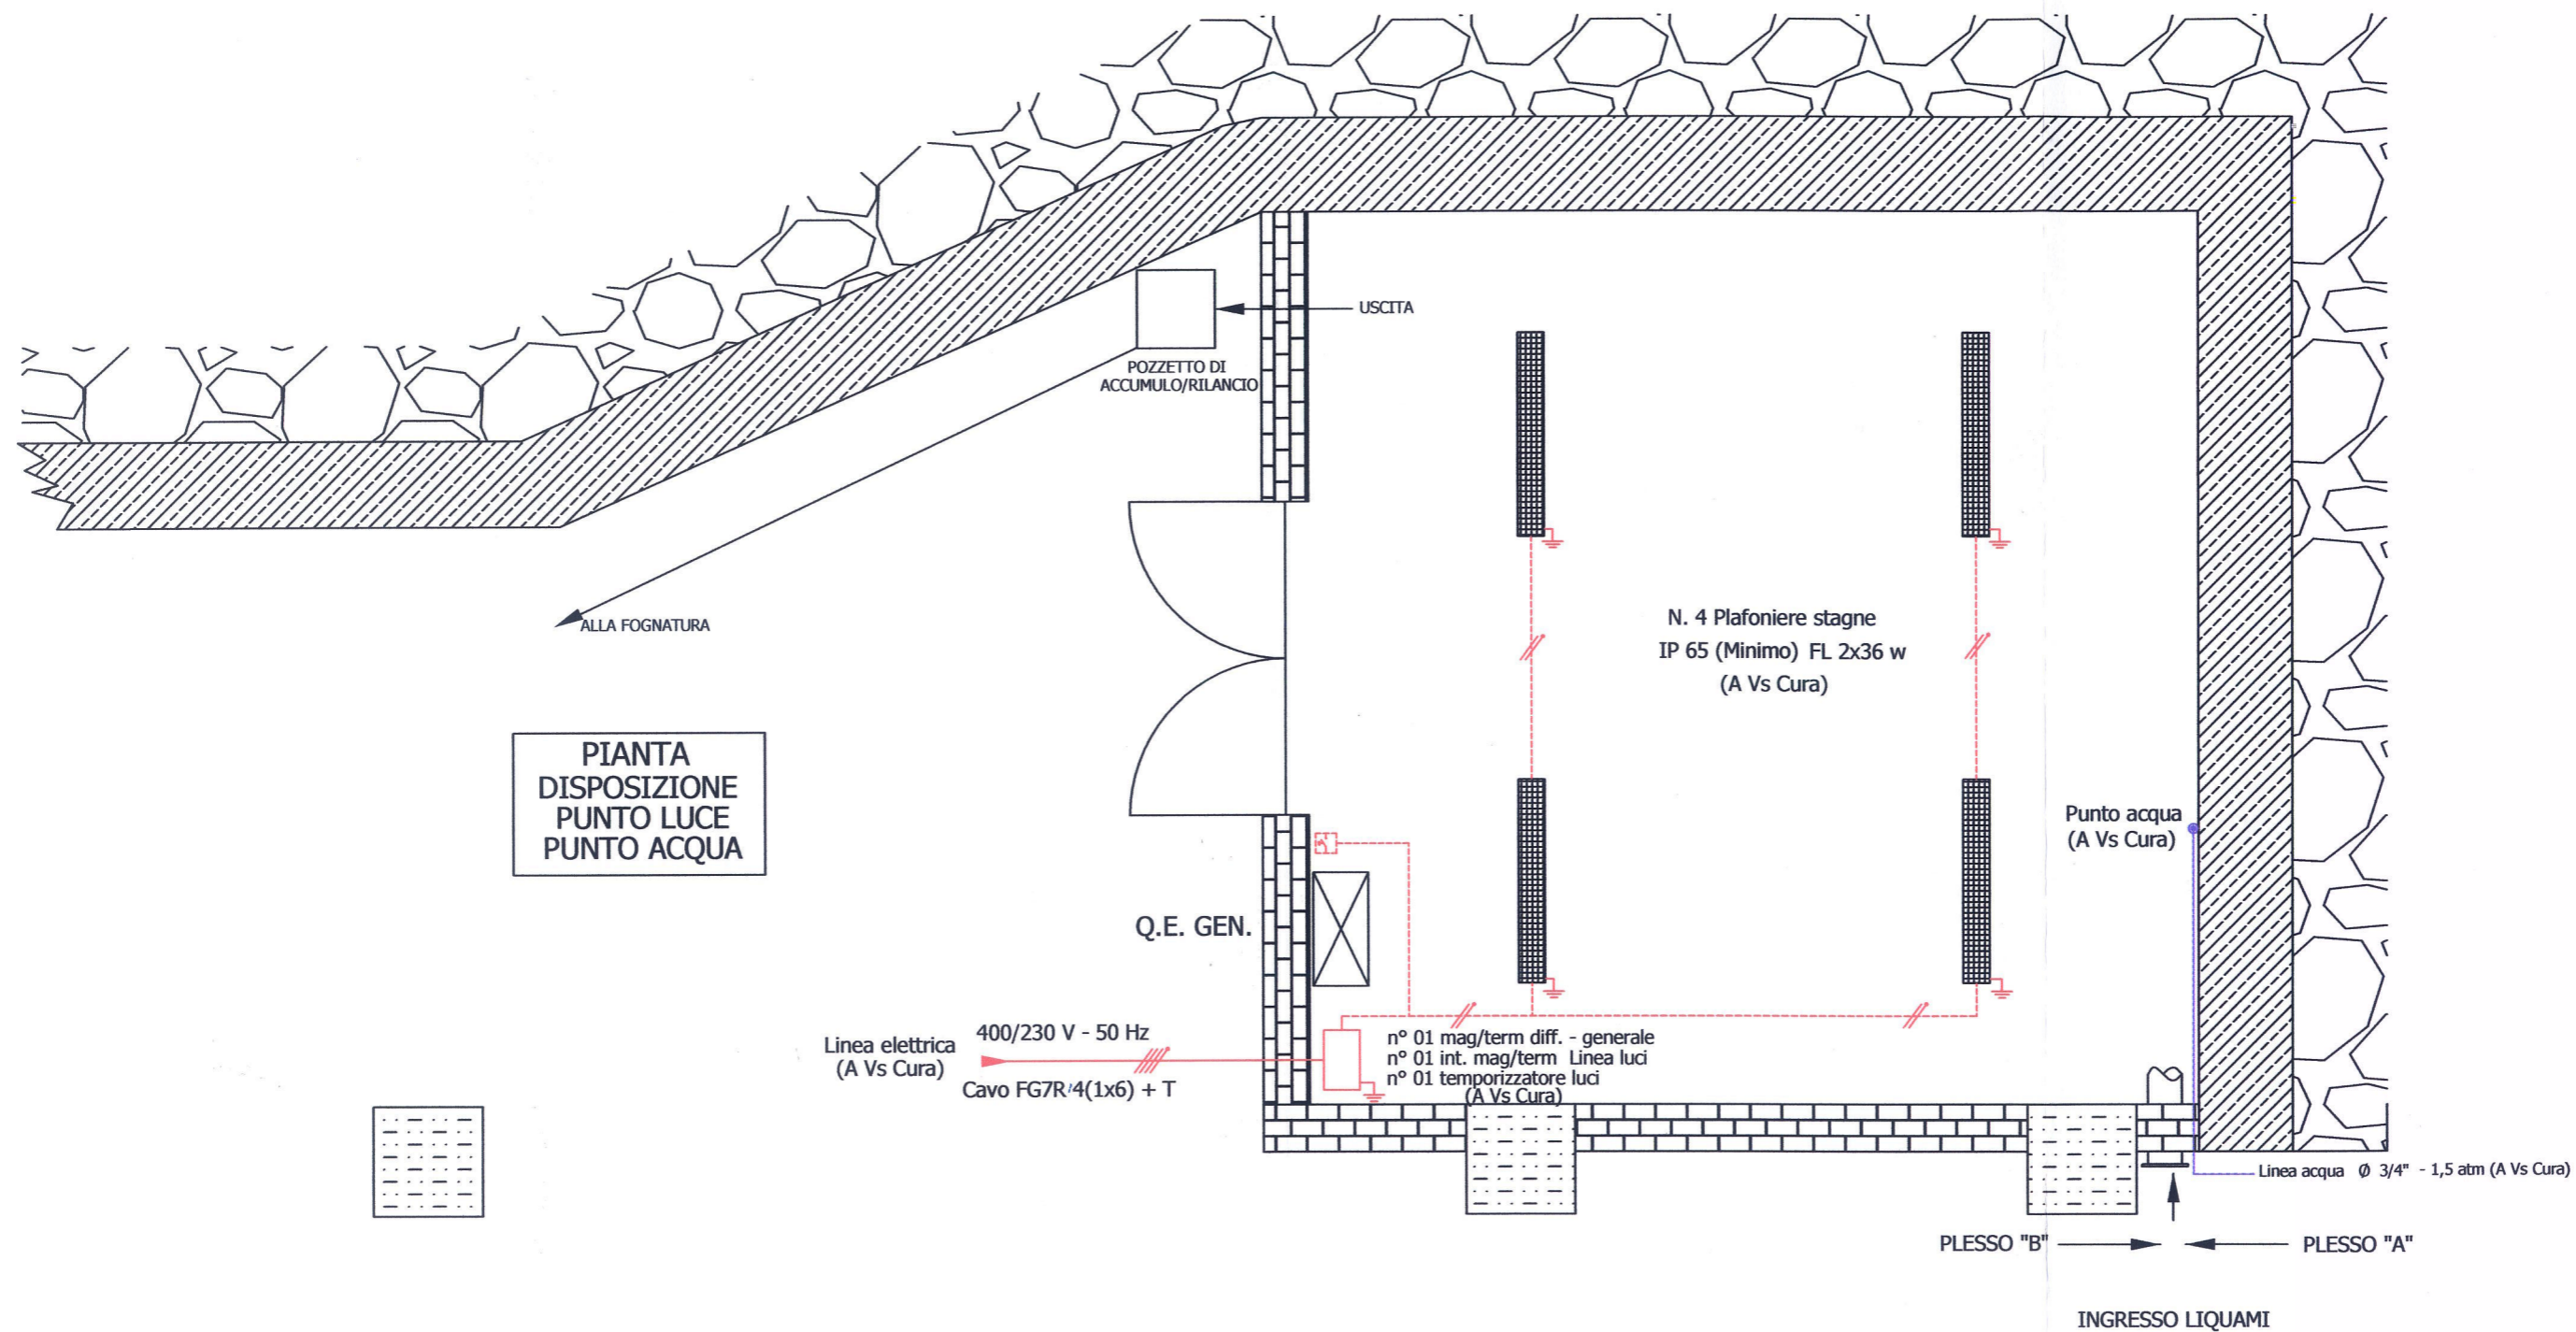 USCITA
POZZETTO DI
ACCUMULO/RILANCIO
ALLA FOGNATURA
N. 4 Plafoniere stagne
IP 65 (Minimo) FL 2x36 w
(A Vs Cura)
PIANTA
DISPOSIZIONE
PUNTO LUCE
PUNTO ACQUA
Punto acqua
(A Vs Cura)
Q.E. GEN.
Linea elettrica
(A Vs Cura)
400/230 V - 50 Hz
Cavo FG7R 4(1x6) + T
n° 01 mag/term diff. - generale
n° 01 int. mag/term Linea luci
n° 01 temporizzatore luci
(A Vs Cura)
Linea acqua Ø 3/4" - 1,5 atm (A Vs Cura)
PLESSO "B"
PLESSO "A"
INGRESSO LIQUAMI